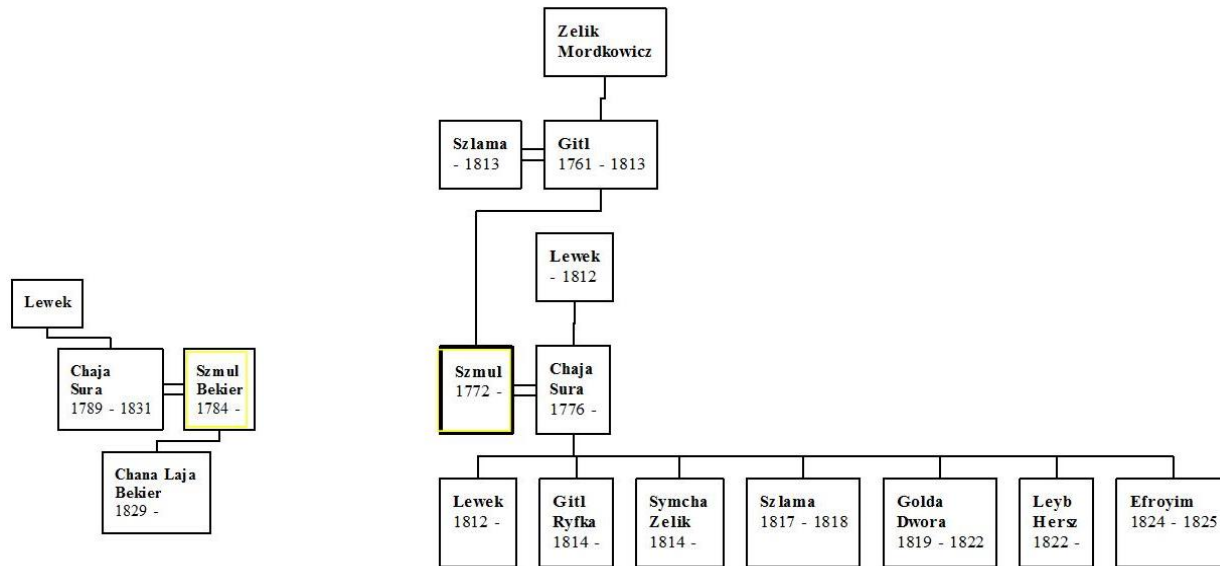 Zelik
Mordkowicz
Szlama
- 1813
Gitl
1761 - 1813
Lewek
- 1812
Lewek
Chaja
Sura
1789 - 1831
Szmul
Bekier
1784 -
Szmul
1772 -
Chaja
Sura
1776 -
Chana Laja
Bekier
1829 -
Lewek
1812 -
Gitl
Ryfka
1814 -
Symcha
Zelik
1814 -
Szlama
1817 - 1818
Golda
Dwora
1819 - 1822
Leyb
Hersz
1822 -
Efroyim
1824 - 1825